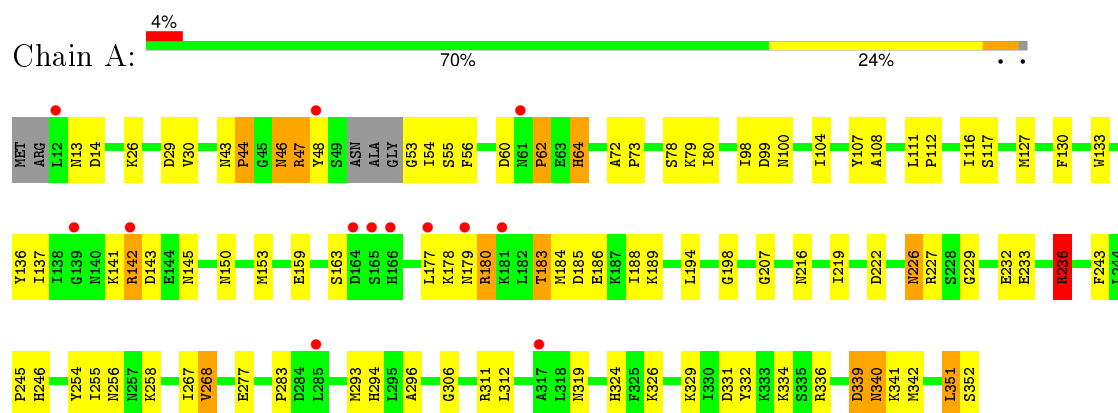 4%
Chain A:
70% 24% • •
MET ARG L12 N13 D14 K26 D29 V30 N43 P44 G45 N46 R47 Y48 S49 ASN ALA GLY G53 I54 S55 F56 D60 N61 P62 E63 H64 A72 P73 S78 K79 I80 I98 D99 N100 I104 Y107 A108 L111 P112 I116 S117 M127 F130 W133
Y136 I137 I138 G139 N140 K141 R142 D143 E144 N145 N150 M153 E159 S163 D164 S165 H166 L177 K178 N179 R180 K181 L182 T183 M184 D185 E186 K187 I188 K189 L194 G198 G207 N216 I219 D222 N226 R227 S228 G229 E232 E233 R236 F243 L244
P245 H246 Y254 I255 N256 N257 K258 I267 V268 E277 P283 D284 L285 M293 H294 L295 A296 G306 R311 L312 A317 L318 N319 H324 F325 K326 K329 I330 D331 Y332 K333 K334 S335 R336 D339 N340 K341 M342 L351 S352